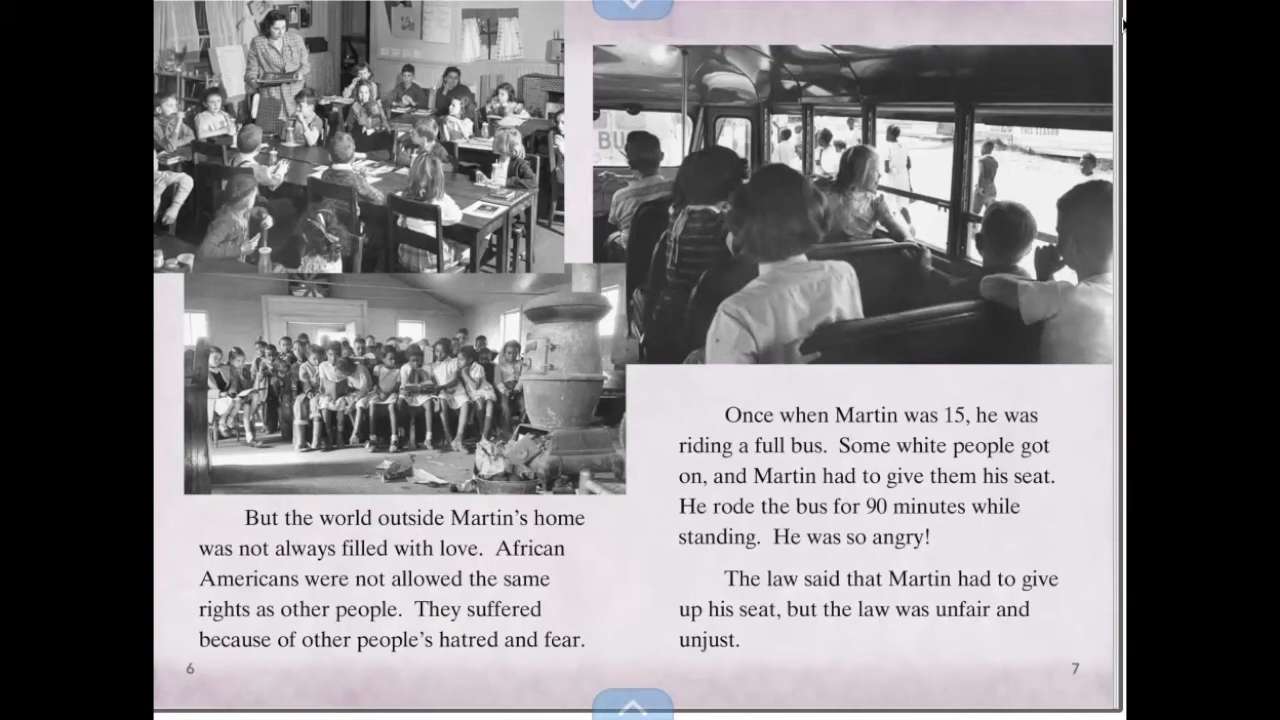 BU
But the world outside Martin's home
was not always filled with love.  African
Americans were not allowed the same
rights as other people.  They suffered
because of other people's hatred and fear.
6
Once when Martin was 15, he was
riding a full bus.  Some white people got
on, and Martin had to give them his seat.
He rode the bus for 90 minutes while
standing.  He was so angry!
The law said that Martin had to give
up his seat, but the law was unfair and
unjust.
7